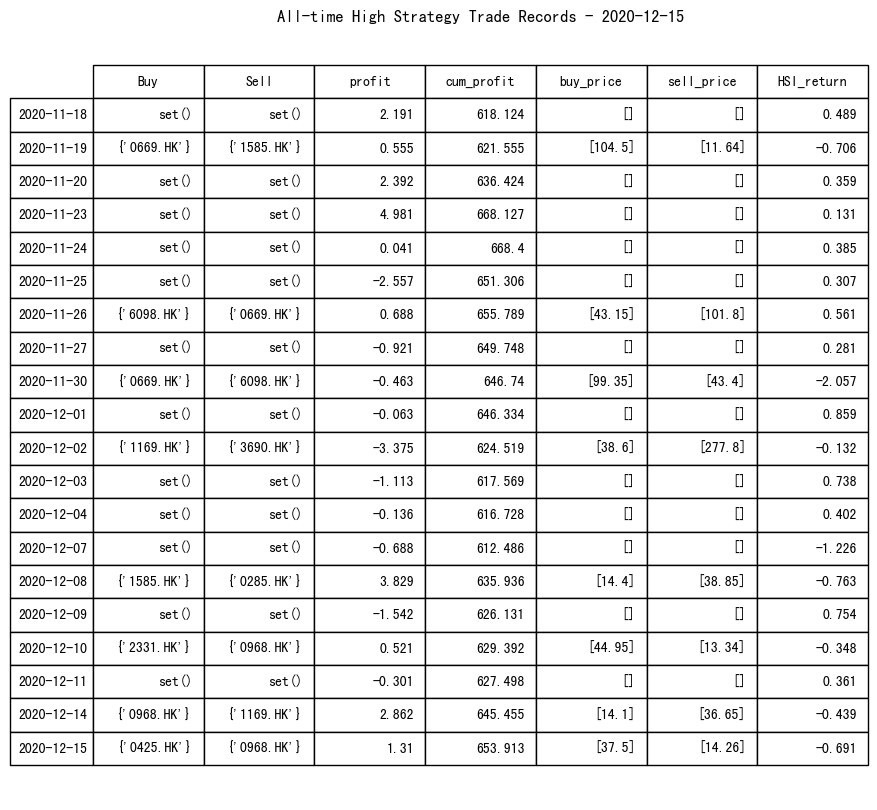 All-time High Strategy Trade Records - 2020-12-15
Buy Sell profit cum_profit buy_price sell_price HSI_return
2020-11-18 set() set() 2.191 618.124 [] [] 0.489
2020-11-19 {'0669.HK'} {'1585.HK'} 0.555 621.555 [104.5] [11.64] -0.706
2020-11-20 set() set() 2.392 636.424 [] [] 0.359
2020-11-23 set() set() 4.981 668.127 [] [] 0.131
2020-11-24 set() set() 0.041 668.4 [] [] 0.385
2020-11-25 set() set() -2.557 651.306 [] [] 0.307
2020-11-26 {'6098.HK'} {'0669.HK'} 0.688 655.789 [43.15] [101.8] 0.561
2020-11-27 set() set() -0.921 649.748 [] [] 0.281
2020-11-30 {'0669.HK'} {'6098.HK'} -0.463 646.74 [99.35] [43.4] -2.057
2020-12-01 set() set() -0.063 646.334 [] [] 0.859
2020-12-02 {'1169.HK'} {'3690.HK'} -3.375 624.519 [38.6] [277.8] -0.132
2020-12-03 set() set() -1.113 617.569 [] [] 0.738
2020-12-04 set() set() -0.136 616.728 [] [] 0.402
2020-12-07 set() set() -0.688 612.486 [] [] -1.226
2020-12-08 {'1585.HK'} {'0285.HK'} 3.829 635.936 [14.4] [38.85] -0.763
2020-12-09 set() set() -1.542 626.131 [] [] 0.754
2020-12-10 {'2331.HK'} {'0968.HK'} 0.521 629.392 [44.95] [13.34] -0.348
2020-12-11 set() set() -0.301 627.498 [] [] 0.361
2020-12-14 {'0968.HK'} {'1169.HK'} 2.862 645.455 [14.1] [36.65] -0.439
2020-12-15 {'0425.HK'} {'0968.HK'} 1.31 653.913 [37.5] [14.26] -0.691